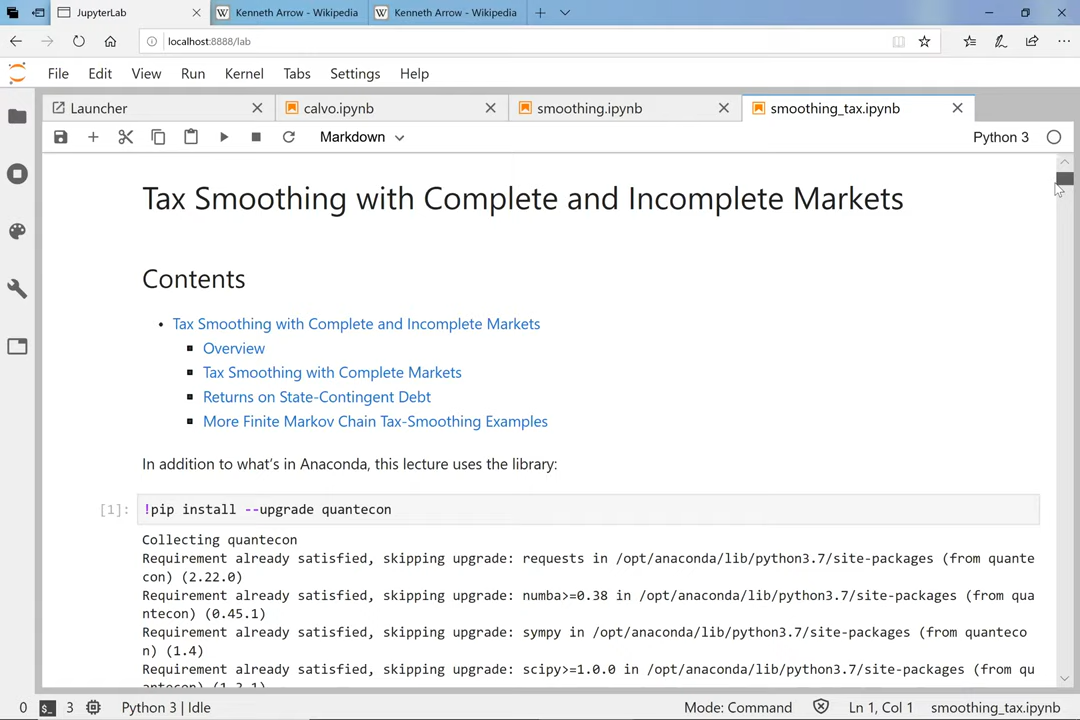 JupyterLab
W Kenneth Arrow - Wikipedia
W Kenneth Arrow - Wikipedia
localhost:8888/lab
File Edit View Run Kernel Tabs Settings Help
Launcher
calvo.ipynb
smoothing.ipynb
smoothing_tax.ipynb
Markdown
Python 3
Tax Smoothing with Complete and Incomplete Markets
Contents
• Tax Smoothing with Complete and Incomplete Markets
▪ Overview
▪ Tax Smoothing with Complete Markets
▪ Returns on State-Contingent Debt
▪ More Finite Markov Chain Tax-Smoothing Examples
In addition to what's in Anaconda, this lecture uses the library:
[1]: !pip install --upgrade quantecon
Collecting quantecon
Requirement already satisfied, skipping upgrade: requests in /opt/anaconda/lib/python3.7/site-packages (from quante
con) (2.22.0)
Requirement already satisfied, skipping upgrade: numba>=0.38 in /opt/anaconda/lib/python3.7/site-packages (from qua
ntecon) (0.45.1)
Requirement already satisfied, skipping upgrade: sympy in /opt/anaconda/lib/python3.7/site-packages (from quanteco
n) (1.4)
Requirement already satisfied, skipping upgrade: scipy>=1.0.0 in /opt/anaconda/lib/python3.7/site-packages (from qu
antecon) (1.3.1)
0 $_ 3 Python 3 | Idle Mode: Command Ln 1, Col 1 smoothing_tax.ipynb